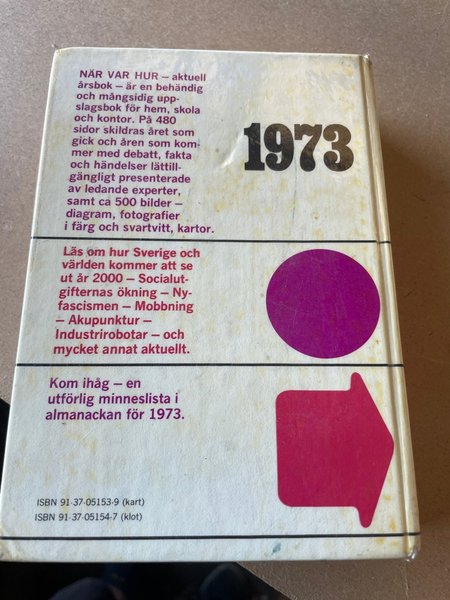 NÄR VAR HUR – aktuell
årsbok – är en behändig
och mångsidig upp-
slagsbok för hem, skola
och kontor. På 480
sidor skildras året som
gick och åren som kom-
mer med debatt, fakta
och händelser lättill-
gängligt presenterade
av ledande experter,
samt ca 500 bilder –
diagram, fotografier
i färg och svartvitt, kartor.
1973
Läs om hur Sverige och
världen kommer att se
ut år 2000 – Socialut-
gifternas ökning – Ny-
fascismen – Mobbning
– Akupunktur –
Industrirobotar – och
mycket annat aktuellt.
Kom ihåg – en
utförlig minneslista i
almanackan för 1973.
ISBN 91-37-05153-9 (kart)
ISBN 91-37-05154-7 (klot)